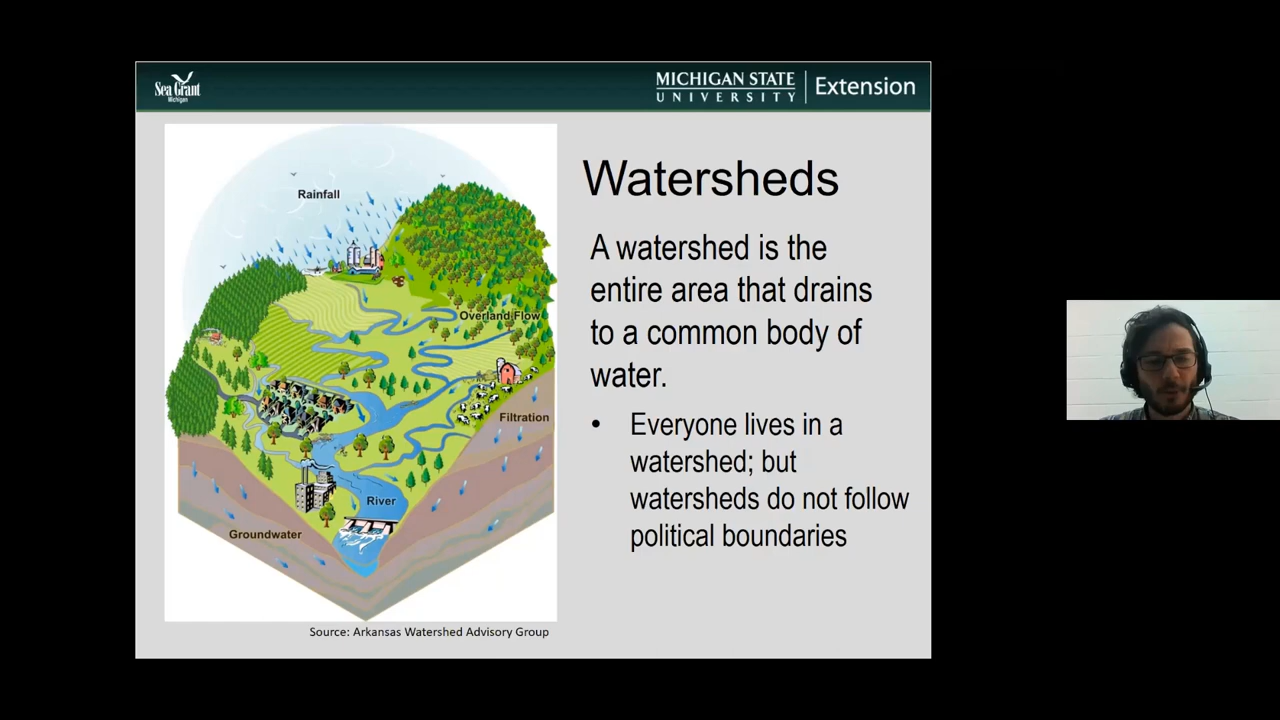 Sea Grant
Michigan
MICHIGAN STATE
UNIVERSITY
Extension
Rainfall
Overland Flow
Filtration
River
Groundwater
Source: Arkansas Watershed Advisory Group
Watersheds
A watershed is the
entire area that drains
to a common body of
water.
• Everyone lives in a
watershed; but
watersheds do not follow
political boundaries